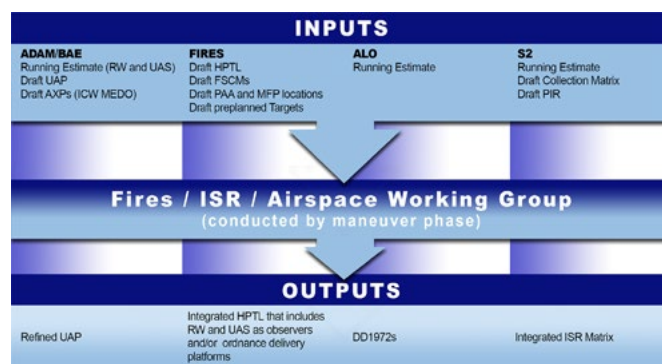 INPUTS
ADAM/BAE
Running Estimate (RW and UAS)
Draft UAP
Draft AXPs (ICW MEDO)
FIRES
Draft HPTL
Draft FSCMs
Draft PAA and MFP locations
Draft preplanned Targets
ALO
Running Estimate
S2
Running Estimate
Draft Collection Matrix
Draft PIR
Fires / ISR / Airspace Working Group
(conducted by maneuver phase)
OUTPUTS
Refined UAP
Integrated HPTL that includes
RW and UAS as observers
and/or ordnance delivery
platforms
DD1972s
Integrated ISR Matrix